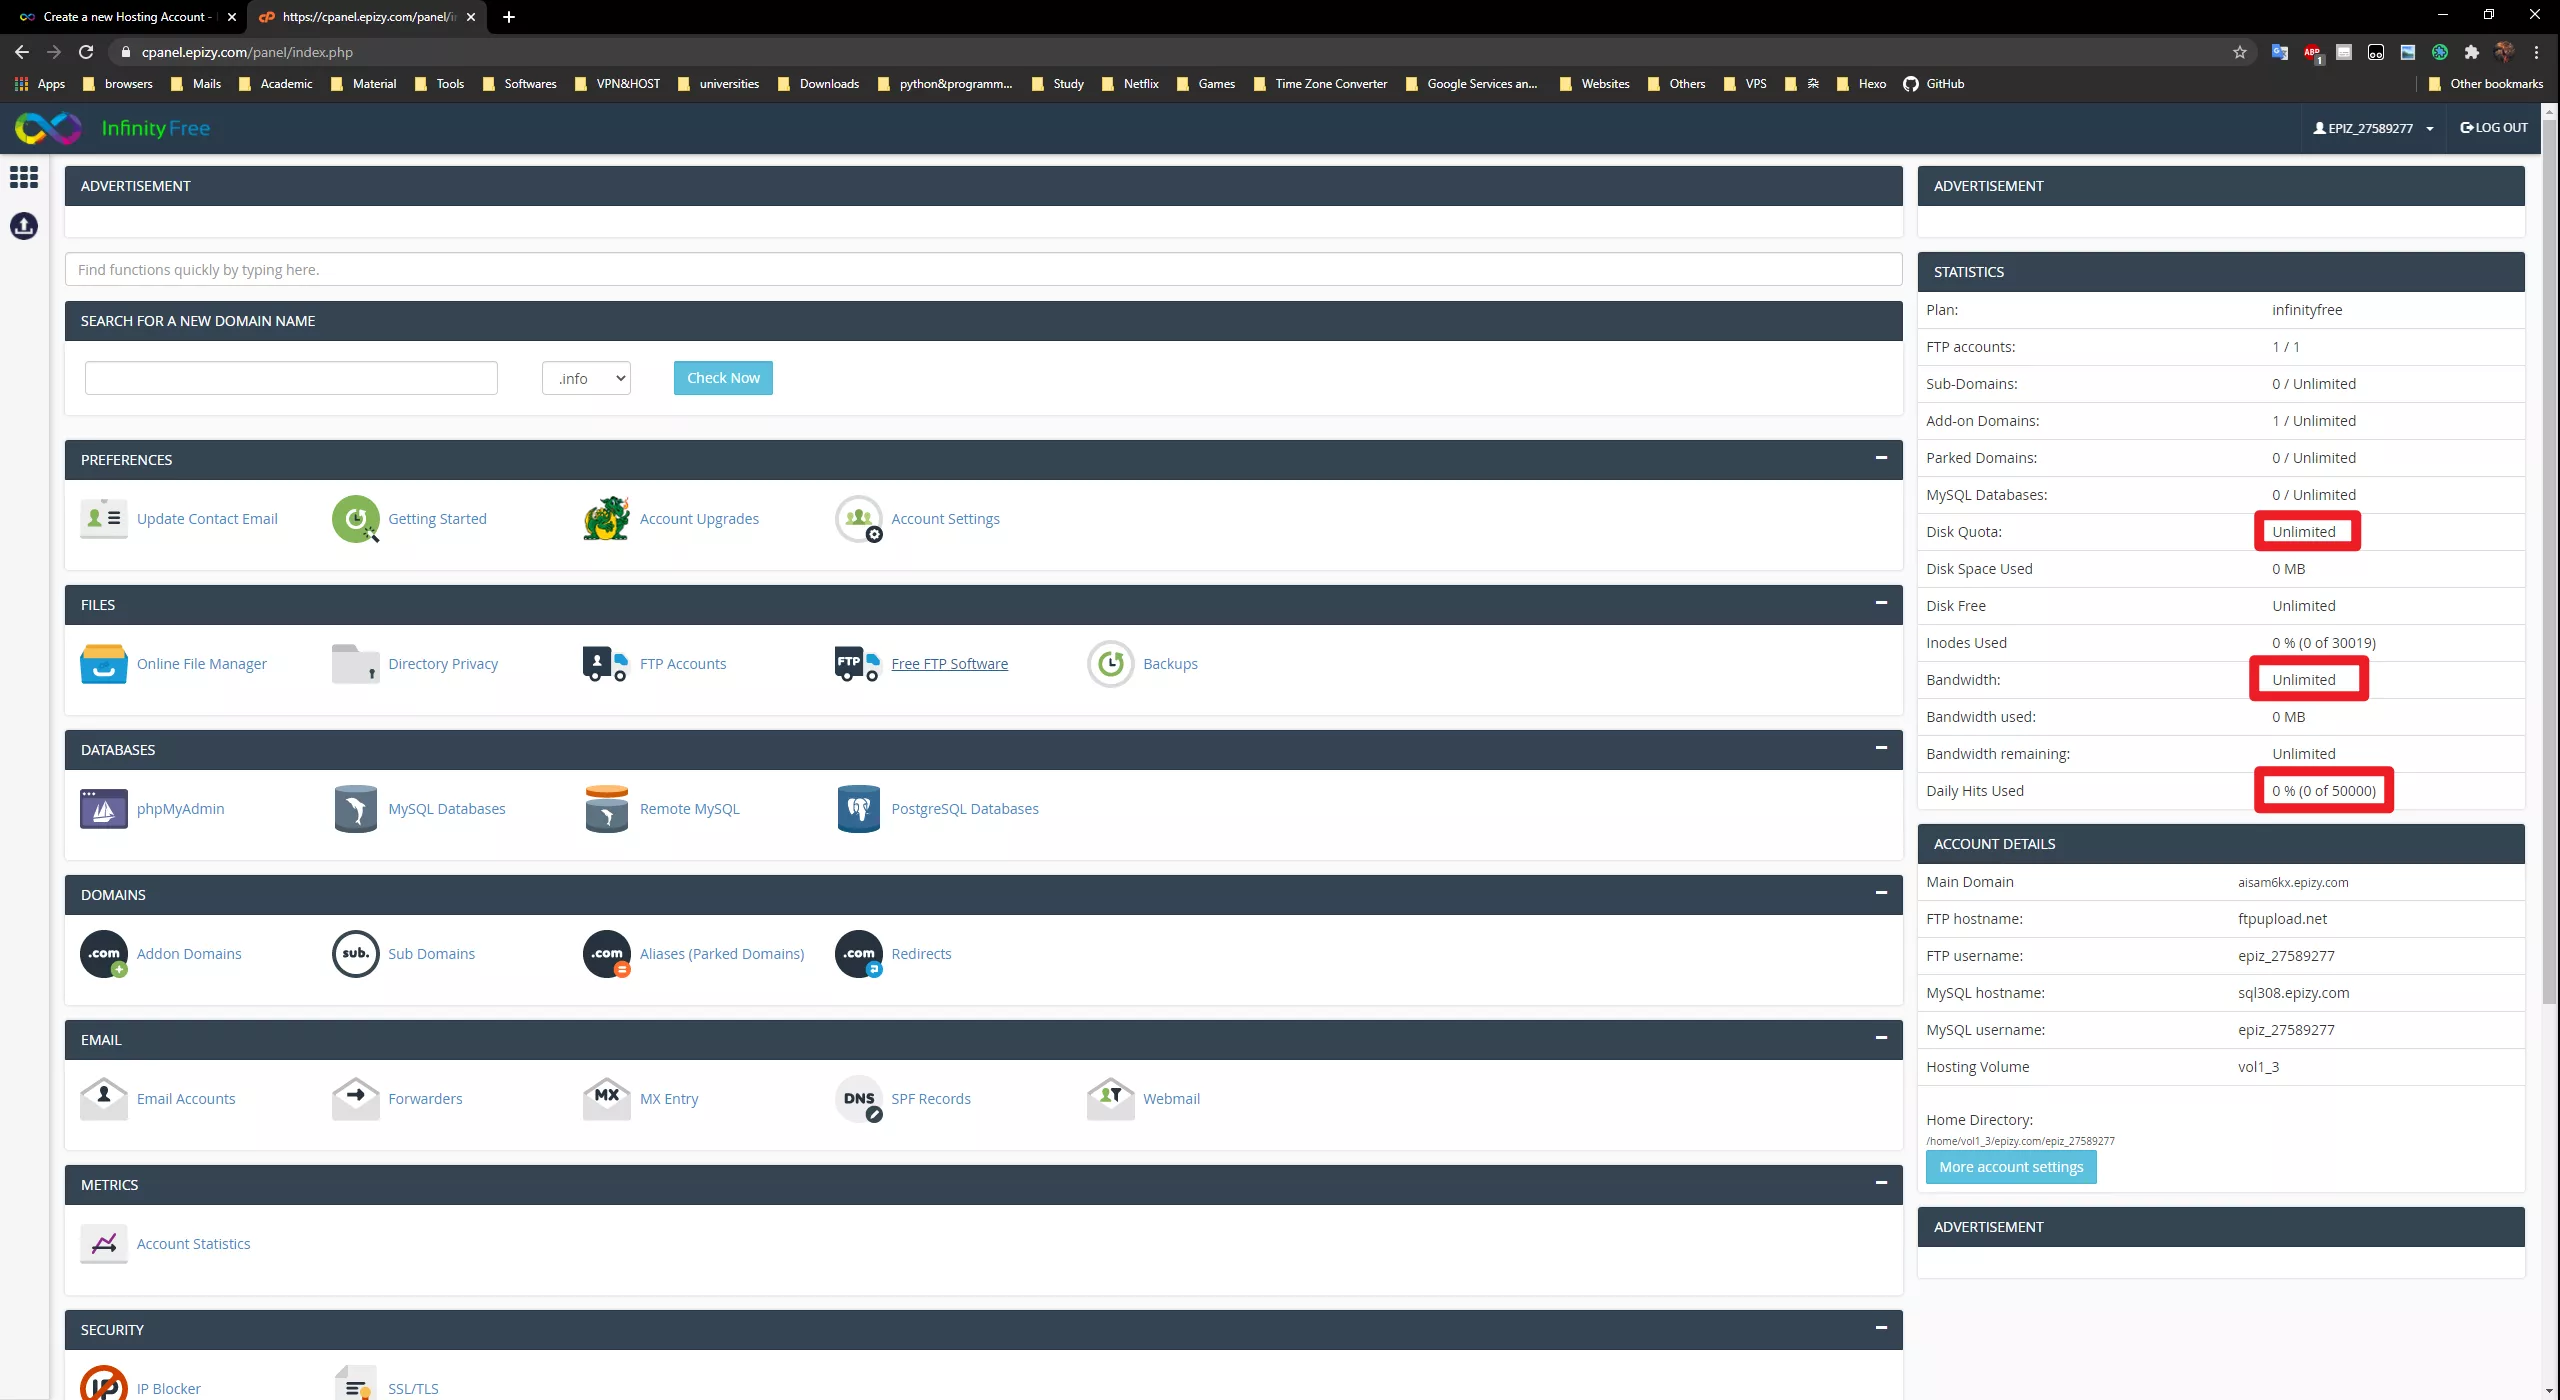 Create a new Hosting Account -
https://cpanel.epizy.com/panel/i
cpanel.epizy.com/panel/index.php
Apps browsers Mails Academic Material Tools Softwares VPN&HOST universities Downloads python&programm... Study Netflix Games Time Zone Converter Google Services an... Websites Others VPS 杂 Hexo GitHub Other bookmarks
InfinityFree
EPIZ_27589277 LOG OUT
ADVERTISEMENT
Find functions quickly by typing here.
SEARCH FOR A NEW DOMAIN NAME
.info Check Now
PREFERENCES
Update Contact Email Getting Started Account Upgrades Account Settings
FILES
Online File Manager Directory Privacy FTP Accounts FTP Free FTP Software Backups
DATABASES
phpMyAdmin MySQL Databases Remote MySQL PostgreSQL Databases
DOMAINS
.com Addon Domains sub. Sub Domains .com Aliases (Parked Domains) .com Redirects
EMAIL
Email Accounts Forwarders MX MX Entry DNS SPF Records Webmail
METRICS
Account Statistics
SECURITY
IP IP Blocker SSL/TLS
ADVERTISEMENT
STATISTICS
Plan: infinityfree
FTP accounts: 1 / 1
Sub-Domains: 0 / Unlimited
Add-on Domains: 1 / Unlimited
Parked Domains: 0 / Unlimited
MySQL Databases: 0 / Unlimited
Disk Quota: Unlimited
Disk Space Used 0 MB
Disk Free Unlimited
Inodes Used 0 % (0 of 30019)
Bandwidth: Unlimited
Bandwidth used: 0 MB
Bandwidth remaining: Unlimited
Daily Hits Used 0 % (0 of 50000)
ACCOUNT DETAILS
Main Domain aisam6kx.epizy.com
FTP hostname: ftpupload.net
FTP username: epiz_27589277
MySQL hostname: sql308.epizy.com
MySQL username: epiz_27589277
Hosting Volume vol1_3
Home Directory:
/home/vol1_3/epizy.com/epiz_27589277
More account settings
ADVERTISEMENT